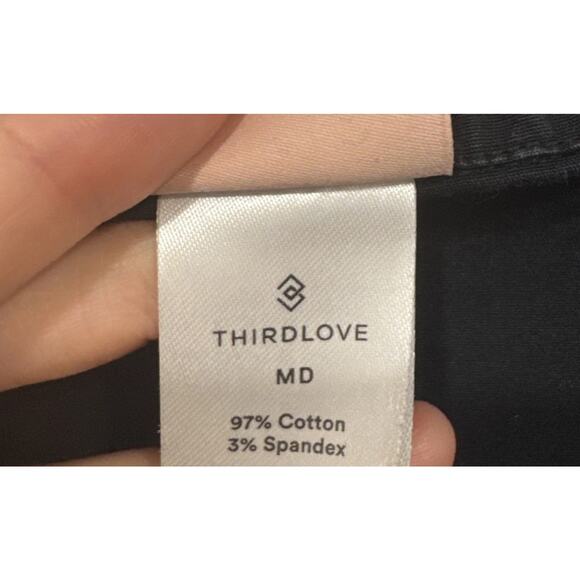 THIRDLOVE
MD
97% Cotton
3% Spandex